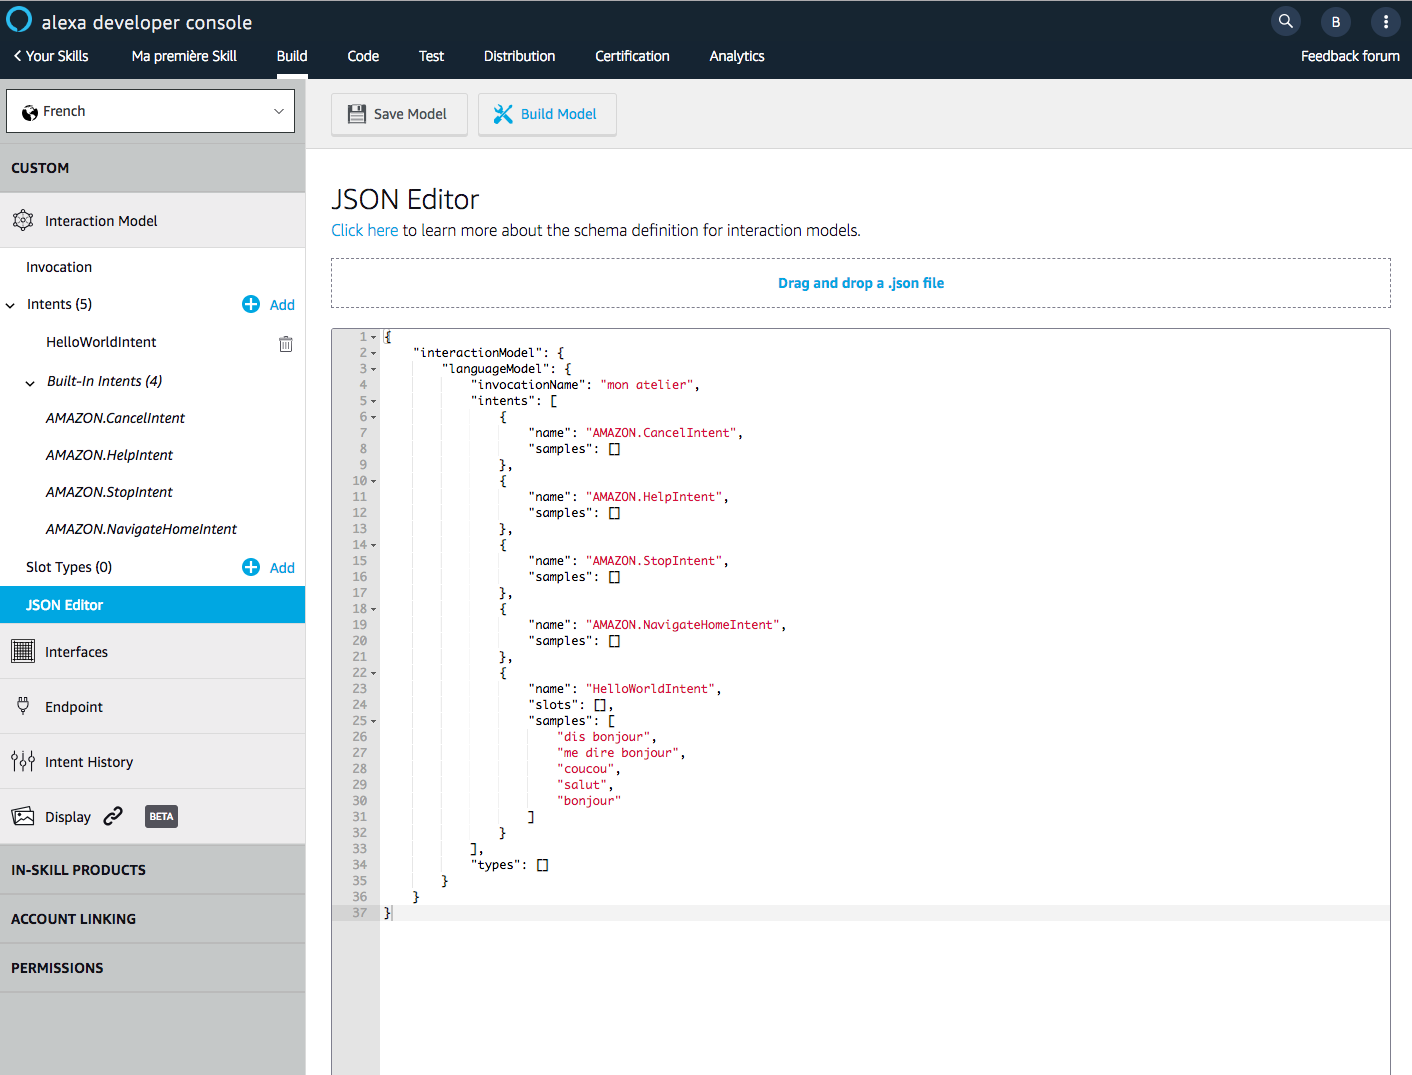 alexa developer console
B
Your Skills
Ma première Skill
Build
Code
Test
Distribution
Certification
Analytics
Feedback forum
French
Save Model
Build Model
CUSTOM
Interaction Model
Invocation
Intents (5)
Add
HelloWorldIntent
Built-In Intents (4)
AMAZON.CancelIntent
AMAZON.HelpIntent
AMAZON.StopIntent
AMAZON.NavigateHomeIntent
Slot Types (0)
Add
JSON Editor
Interfaces
Endpoint
Intent History
Display
BETA
IN-SKILL PRODUCTS
ACCOUNT LINKING
PERMISSIONS
JSON Editor
Click here to learn more about the schema definition for interaction models.
Drag and drop a .json file
1 {
2 "interactionModel": {
3 "languageModel": {
4 "invocationName": "mon atelier",
5 "intents": [
6 {
7 "name": "AMAZON.CancelIntent",
8 "samples": []
9 },
10 {
11 "name": "AMAZON.HelpIntent",
12 "samples": []
13 },
14 {
15 "name": "AMAZON.StopIntent",
16 "samples": []
17 },
18 {
19 "name": "AMAZON.NavigateHomeIntent",
20 "samples": []
21 },
22 {
23 "name": "HelloWorldIntent",
24 "slots": [],
25 "samples": [
26 "dis bonjour",
27 "me dire bonjour",
28 "coucou",
29 "salut",
30 "bonjour"
31 ]
32 }
33 ],
34 "types": []
35 }
36 }
37 }